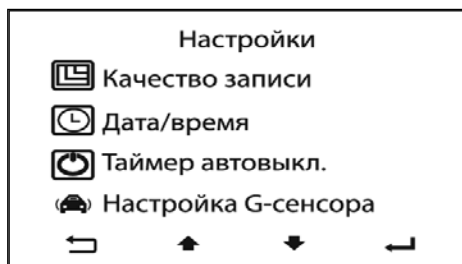 Настройки
Качество записи
Дата/время
Таймер автовыкл.
Настройка G-сенсора